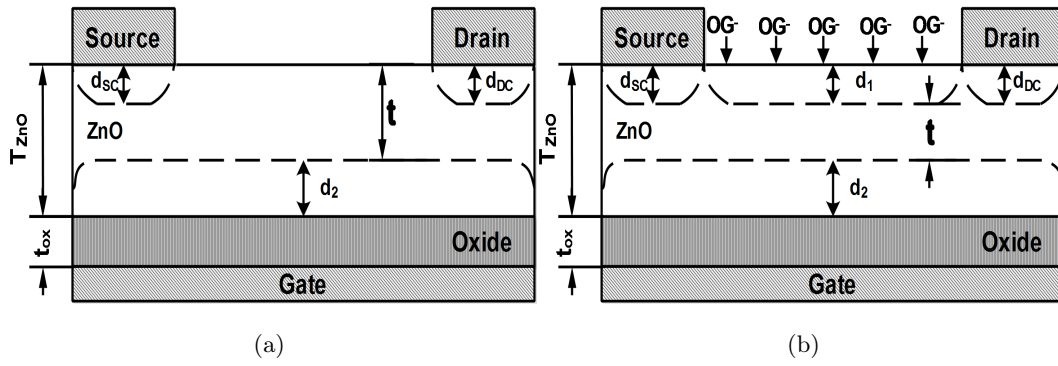 Source
Drain
d_SC
d_DC
t
ZnO
T_ZnO
d_2
t_ox
Oxide
Gate
(a)
OG- OG- OG- OG- OG-
Source
Drain
d_SC
d_1
d_DC
t
ZnO
T_ZnO
d_2
t_ox
Oxide
Gate
(b)